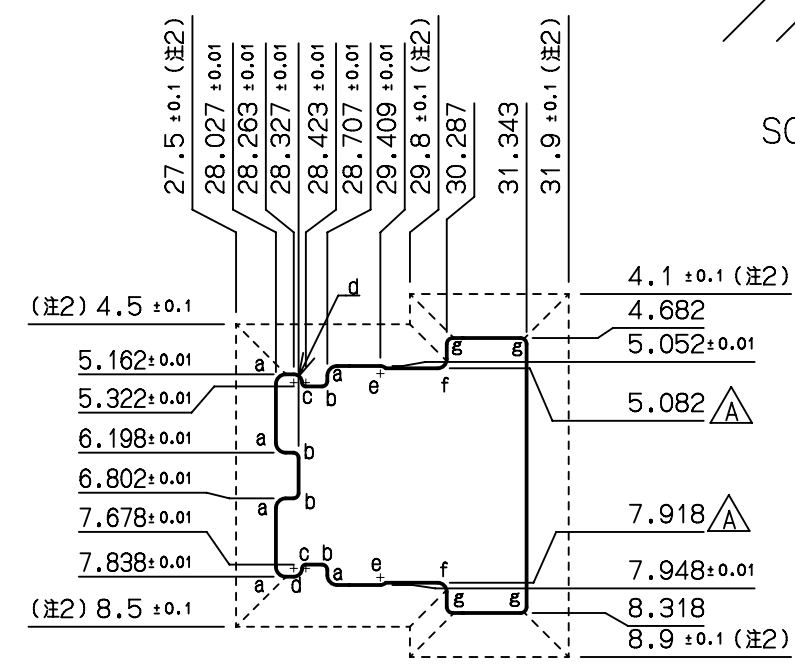 27.5 ±0.1 (注2)
28.027 ±0.01
28.263 ±0.01
28.327 ±0.01
28.423 ±0.01
28.707 ±0.01
29.409 ±0.01
29.8 ±0.1 (注2)
30.287
31.343
31.9 ±0.1 (注2)
SC
d
(注2) 4.5 ±0.1
4.1 ±0.1 (注2)
4.682
5.162±0.01
a
a
g
g
5.052±0.01
5.322±0.01
c
b
e
f
5.082 A
6.198±0.01
a
b
6.802±0.01
a
b
7.678±0.01
7.918 A
c
b
e
f
7.838±0.01
a
d
a
g
g
7.948±0.01
(注2) 8.5 ±0.1
8.318
8.9 ±0.1 (注2)